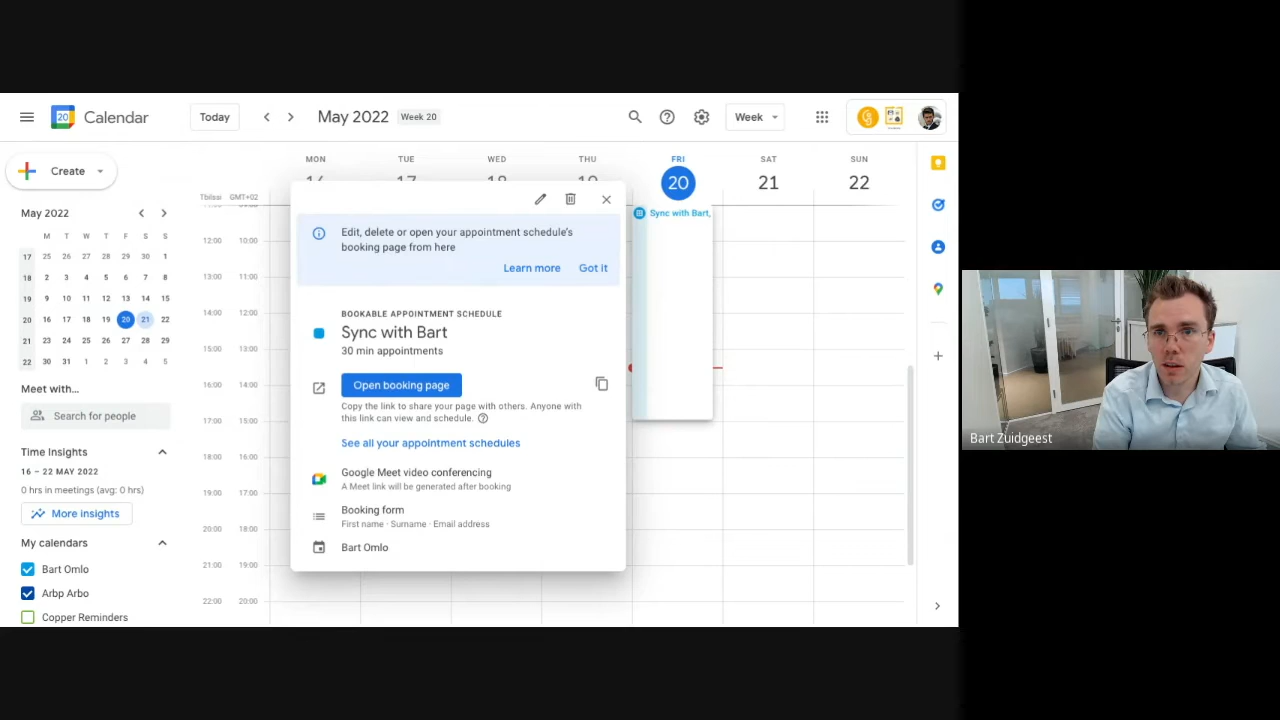 Calendar
Today
May 2022
Week 20
Week
Create
May 2022
M T W T F S S
17 25 26 27 28 29 30 1
18 2 3 4 5 6 7 8
19 9 10 11 12 13 14 15
20 16 17 18 19 20 21 22
21 23 24 25 26 27 28 29
22 30 31 1 2 3 4 5
Meet with...
Search for people
Time Insights
16 – 22 MAY 2022
0 hrs in meetings (avg: 0 hrs)
More insights
My calendars
Bart Omlo
Arbp Arbo
Copper Reminders
MON TUE WED THU FRI SAT SUN
16 17 18 19 20 21 22
Tbilisi GMT+02
12:00 10:00
13:00 11:00
14:00 12:00
15:00 13:00
16:00 14:00
17:00 15:00
18:00 16:00
19:00 17:00
20:00 18:00
21:00 19:00
22:00 20:00
Sync with Bart,
Edit, delete or open your appointment schedule's
booking page from here
Learn more Got it
BOOKABLE APPOINTMENT SCHEDULE
Sync with Bart
30 min appointments
Open booking page
Copy the link to share your page with others. Anyone with
this link can view and schedule.
See all your appointment schedules
Google Meet video conferencing
A Meet link will be generated after booking
Booking form
First name · Surname · Email address
Bart Omlo
Bart Zuidgeest